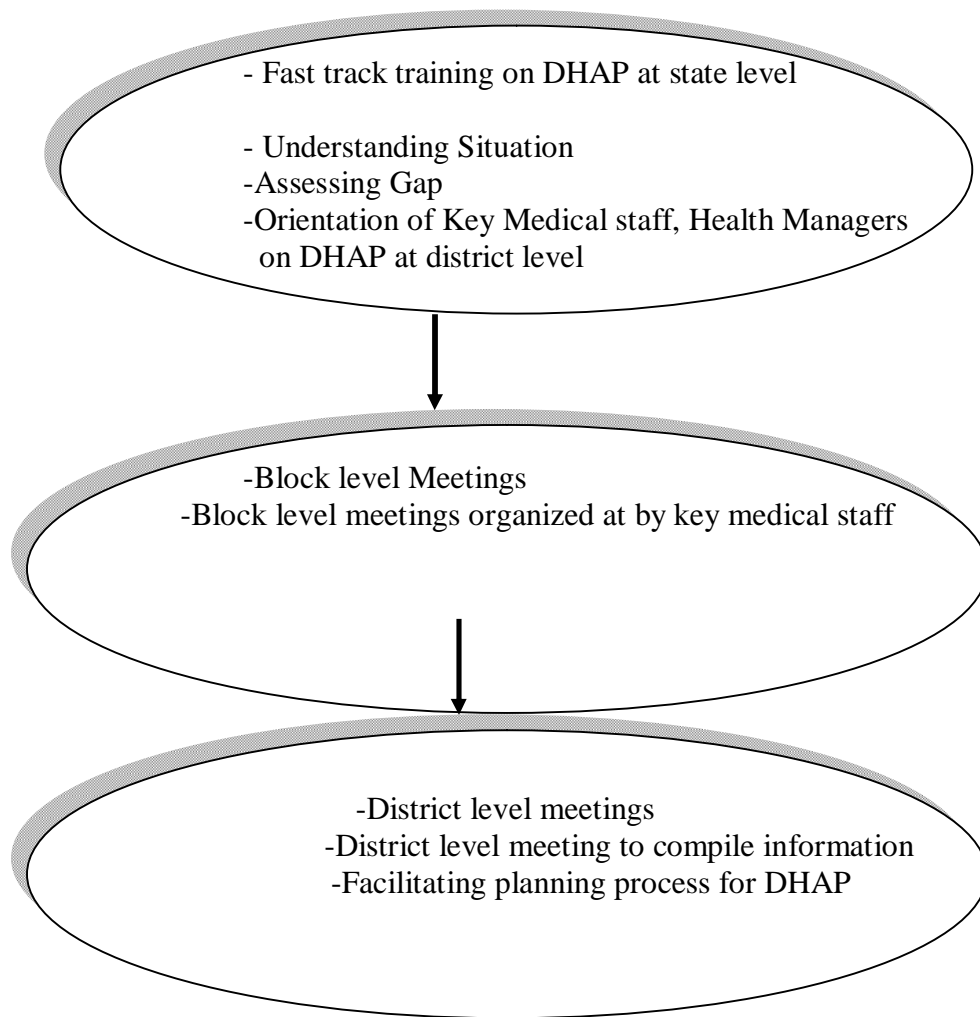 - Fast track training on DHAP at state level
- Understanding Situation
-Assessing Gap
-Orientation of Key Medical staff, Health Managers
on DHAP at district level
-Block level Meetings
-Block level meetings organized at by key medical staff
-District level meetings
-District level meeting to compile information
-Facilitating planning process for DHAP